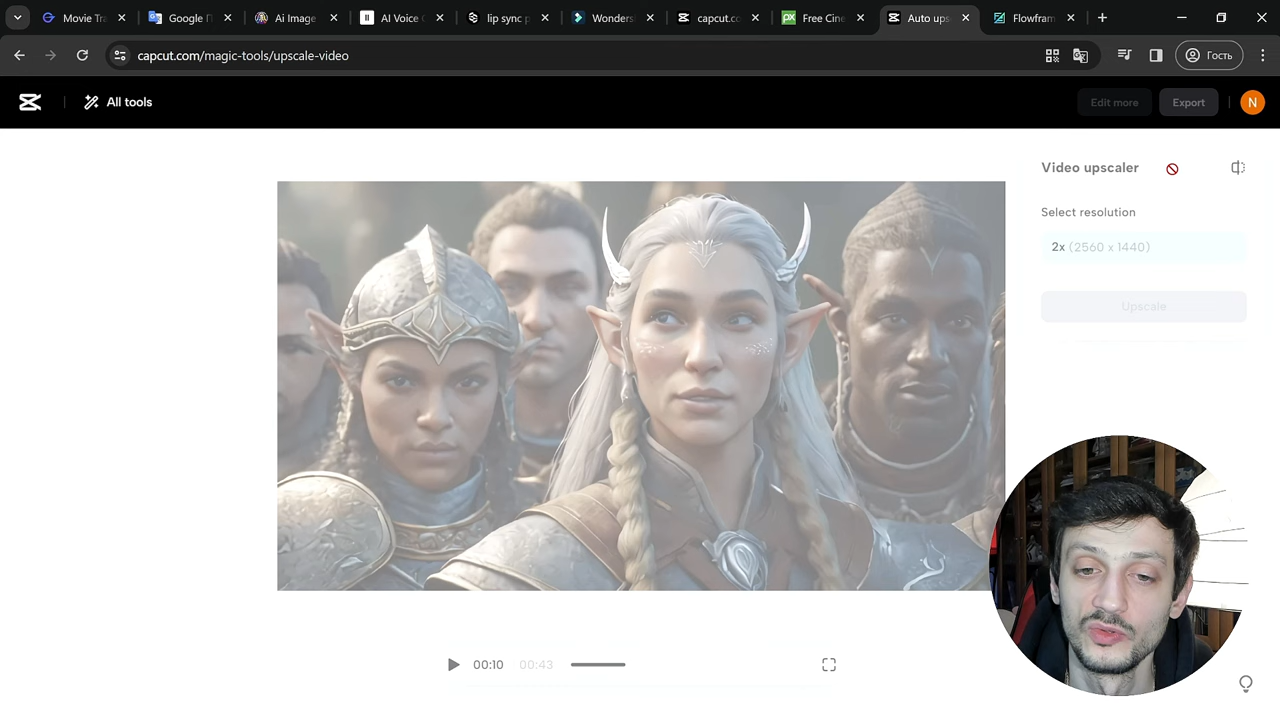 Movie Tra
Google П
Ai Image
AI Voice
lip sync p
Wonders
capcut.co
Free Cine
Auto ups
Flowfram
capcut.com/magic-tools/upscale-video
Гость
All tools
Edit more
Export
N
Video upscaler
Select resolution
2x (2560 x 1440)
Upscale
00:10 00:43